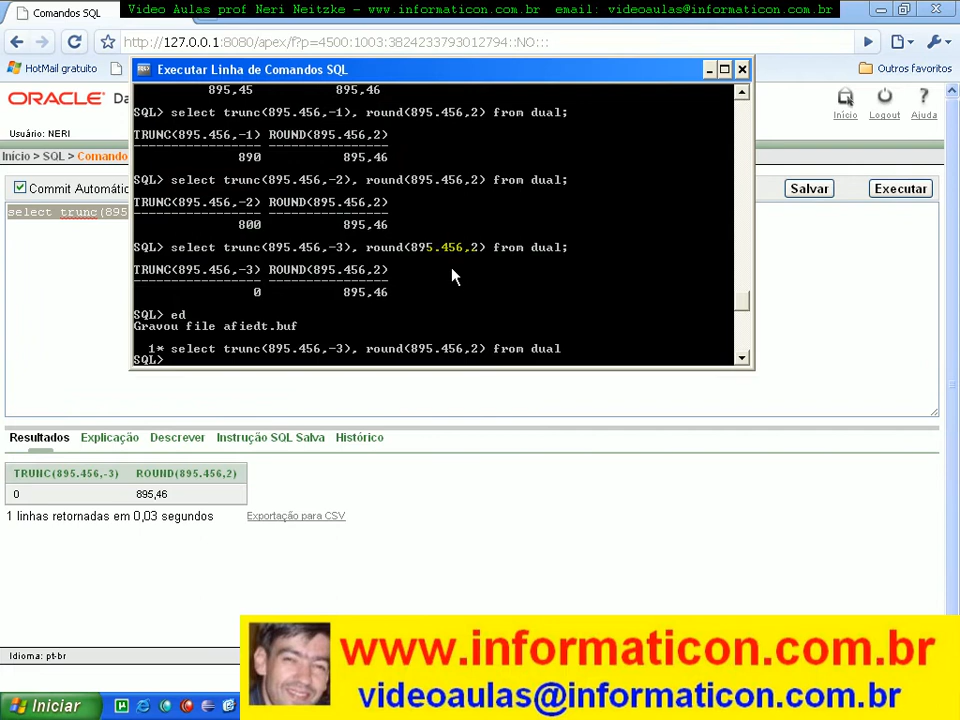 Video Aulas prof Neri Neitzke - www.informaticon.com.br email: videoaulas@informaticon.com.br
Comandos SQL
http://127.0.0.1:8080/apex/f?p=4500:1003:3824233793012794::NO:::
HotMail gratuito
Outros favoritos
Executar Linha de Comandos SQL
ORACLE Da
Início Logout Ajuda
Usuário: NERI
Início > SQL > Comando
Commit Automátic
Salvar Executar
select trunc(895
895,45 895,46
SQL> select trunc(895.456,-1), round(895.456,2) from dual;
TRUNC(895.456,-1) ROUND(895.456,2)
----------------- ----------------
890 895,46
SQL> select trunc(895.456,-2), round(895.456,2) from dual;
TRUNC(895.456,-2) ROUND(895.456,2)
----------------- ----------------
800 895,46
SQL> select trunc(895.456,-3), round(895.456,2) from dual;
TRUNC(895.456,-3) ROUND(895.456,2)
----------------- ----------------
0 895,46
SQL> ed
Gravou file afiedt.buf
1* select trunc(895.456,-3), round(895.456,2) from dual
SQL>
Resultados Explicação Descrever Instrução SQL Salva Histórico
TRUNC(895.456,-3) ROUND(895.456,2)
0 895,46
1 linhas retornadas em 0,03 segundos Exportação para CSV
Idioma: pt-br
www.informaticon.com.br
videoaulas@informaticon.com.br
Iniciar